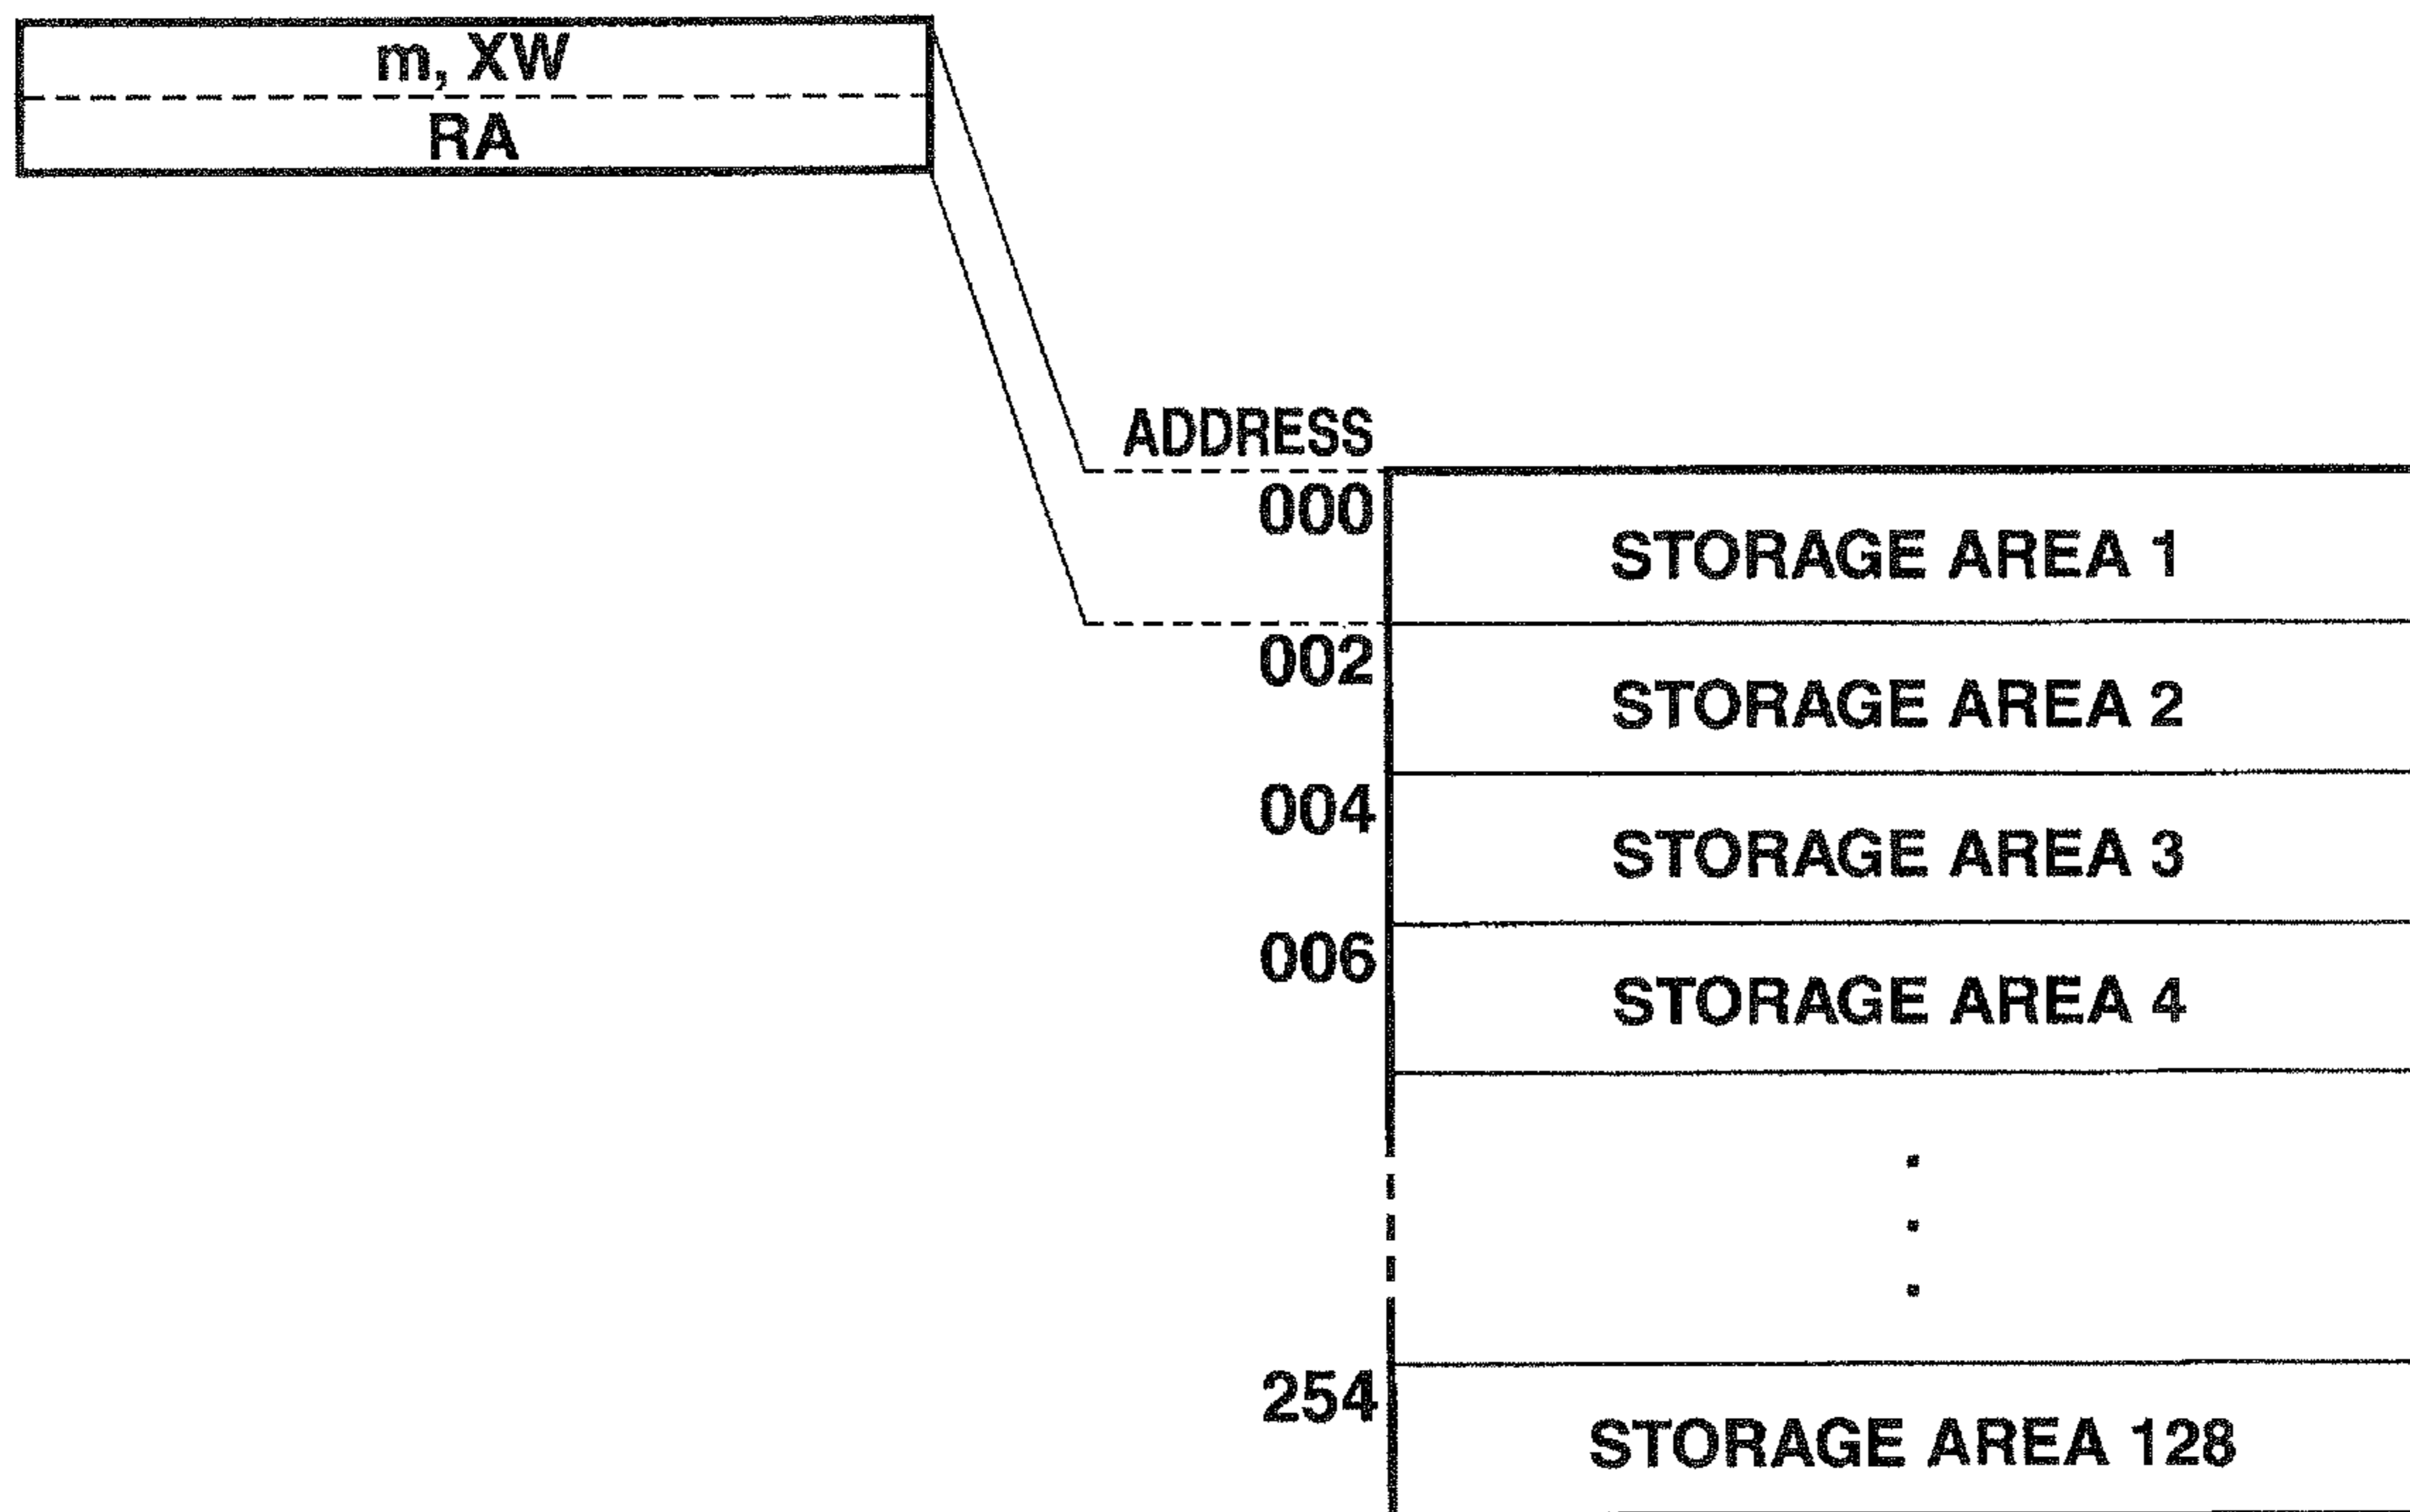 m, XW
RA
ADDRESS
000
STORAGE AREA 1
002
STORAGE AREA 2
004
STORAGE AREA 3
006
STORAGE AREA 4
254
STORAGE AREA 128